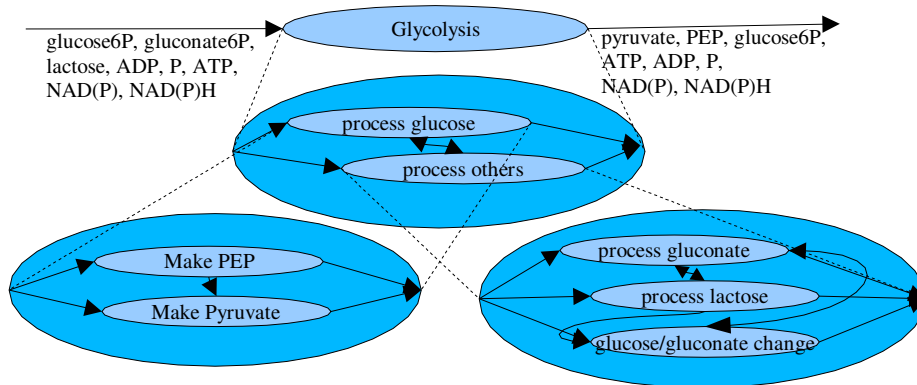 Glycolysis
glucose6P, gluconate6P,
lactose, ADP, P, ATP,
NAD(P), NAD(P)H
pyruvate, PEP, glucose6P,
ATP, ADP, P,
NAD(P), NAD(P)H
process glucose
process others
Make PEP
Make Pyruvate
process gluconate
process lactose
glucose/gluconate change